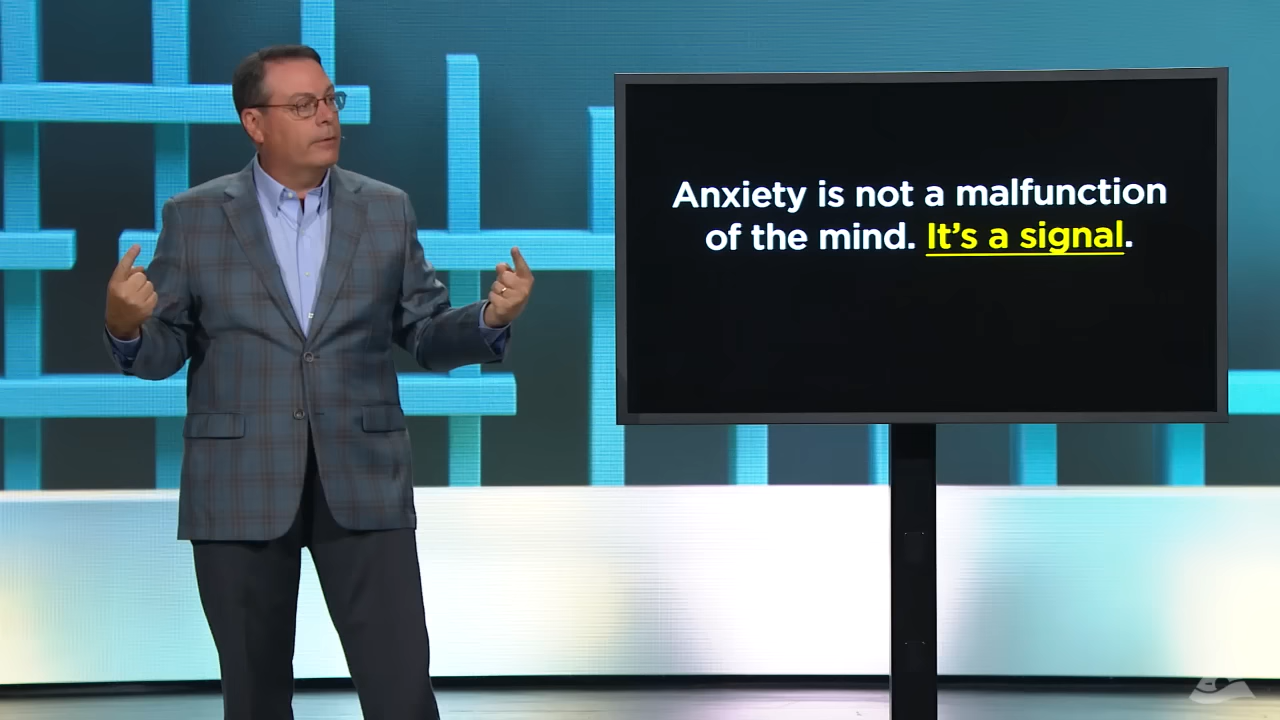 Anxiety is not a malfunction
of the mind. It's a signal.